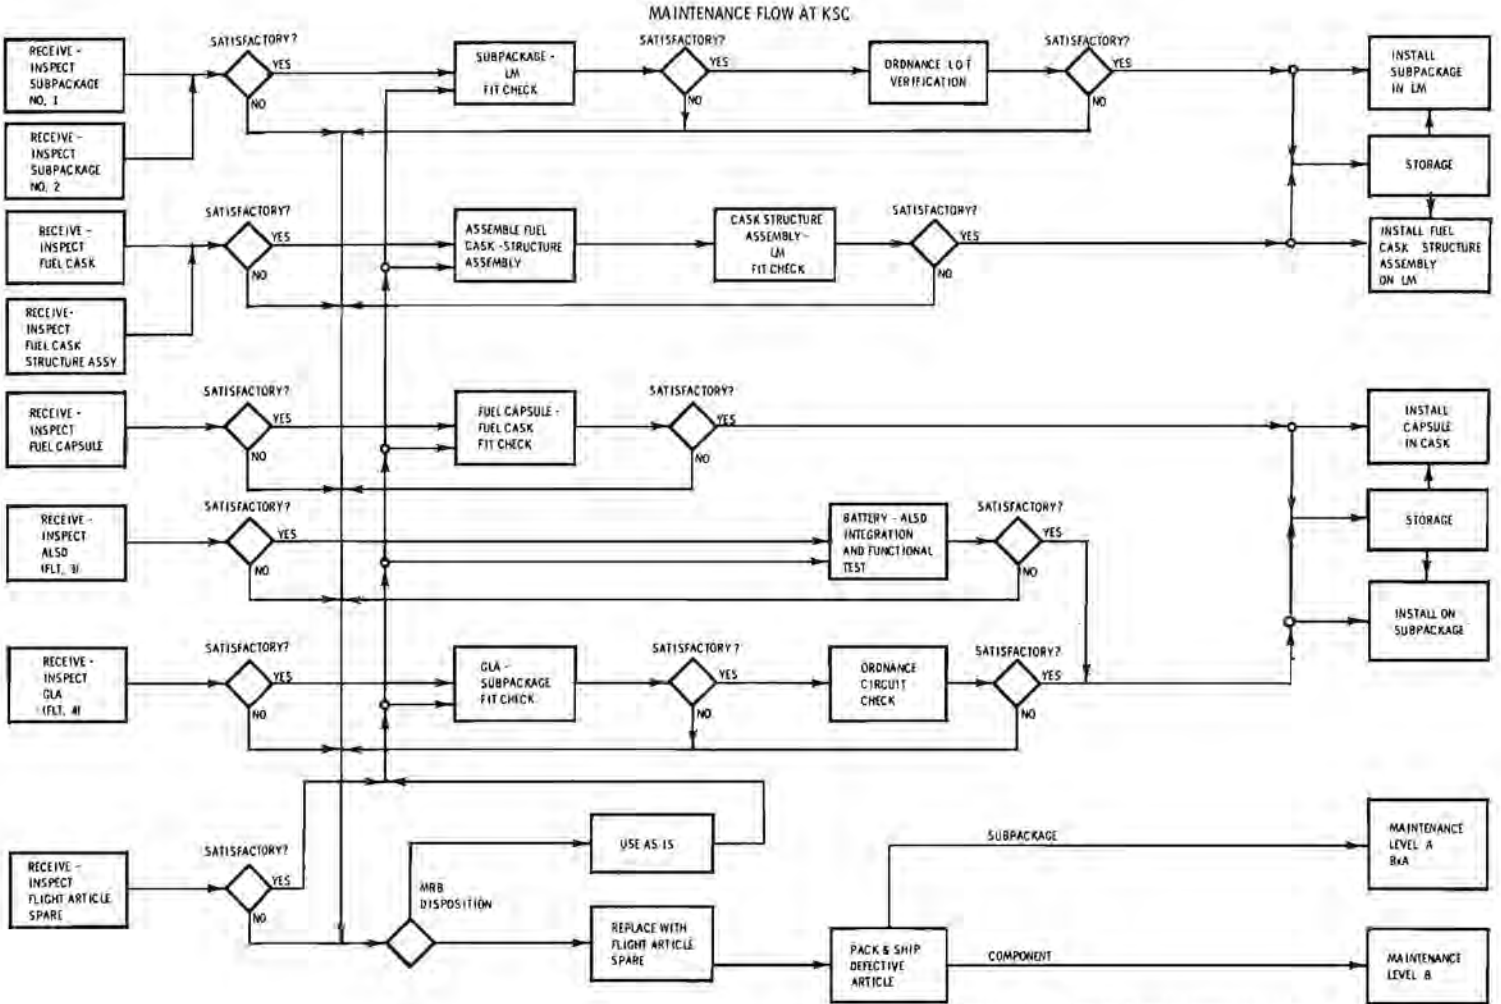 MAINTENANCE FLOW AT KSC
RECEIVE -
INSPECT
SUBPACKAGE
NO. 1
SATISFACTORY?
YES
NO
SUBPACKAGE -
LM
FIT CHECK
SATISFACTORY?
YES
NO
ORDNANCE LOT
VERIFICATION
SATISFACTORY?
YES
NO
INSTALL
SUBPACKAGE
IN LM
RECEIVE -
INSPECT
SUBPACKAGE
NO. 2
STORAGE
RECEIVE -
INSPECT
FUEL CASK
SATISFACTORY?
YES
NO
ASSEMBLE FUEL
CASK - STRUCTURE
ASSEMBLY
CASK STRUCTURE
ASSEMBLY -
LM
FIT CHECK
SATISFACTORY?
YES
NO
INSTALL FUEL
CASK STRUCTURE
ASSEMBLY
ON LM
RECEIVE-
INSPECT
FUEL CASK
STRUCTURE ASSY
RECEIVE -
INSPECT
FUEL CAPSULE
SATISFACTORY?
YES
NO
FUEL CAPSULE -
FUEL CASK
FIT CHECK
SATISFACTORY?
YES
NO
INSTALL
CAPSULE
IN CASK
RECEIVE -
INSPECT
ALSD
(FLT. 3)
SATISFACTORY?
YES
NO
BATTERY - ALSD
INTEGRATION
AND FUNCTIONAL
TEST
SATISFACTORY?
YES
NO
STORAGE
INSTALL ON
SUBPACKAGE
RECEIVE -
INSPECT
GLA
(FLT. 4)
SATISFACTORY?
YES
NO
GLA -
SUBPACKAGE
FIT CHECK
SATISFACTORY?
YES
NO
ORDNANCE
CIRCUIT
CHECK
SATISFACTORY?
YES
NO
RECEIVE -
INSPECT
FLIGHT ARTICLE
SPARE
SATISFACTORY?
YES
NO
MRB
DISPOSITION
USE AS IS
REPLACE WITH
FLIGHT ARTICLE
SPARE
PACK & SHIP
DEFECTIVE
ARTICLE
SUBPACKAGE
MAINTENANCE
LEVEL A
BxA
COMPONENT
MAINTENANCE
LEVEL B